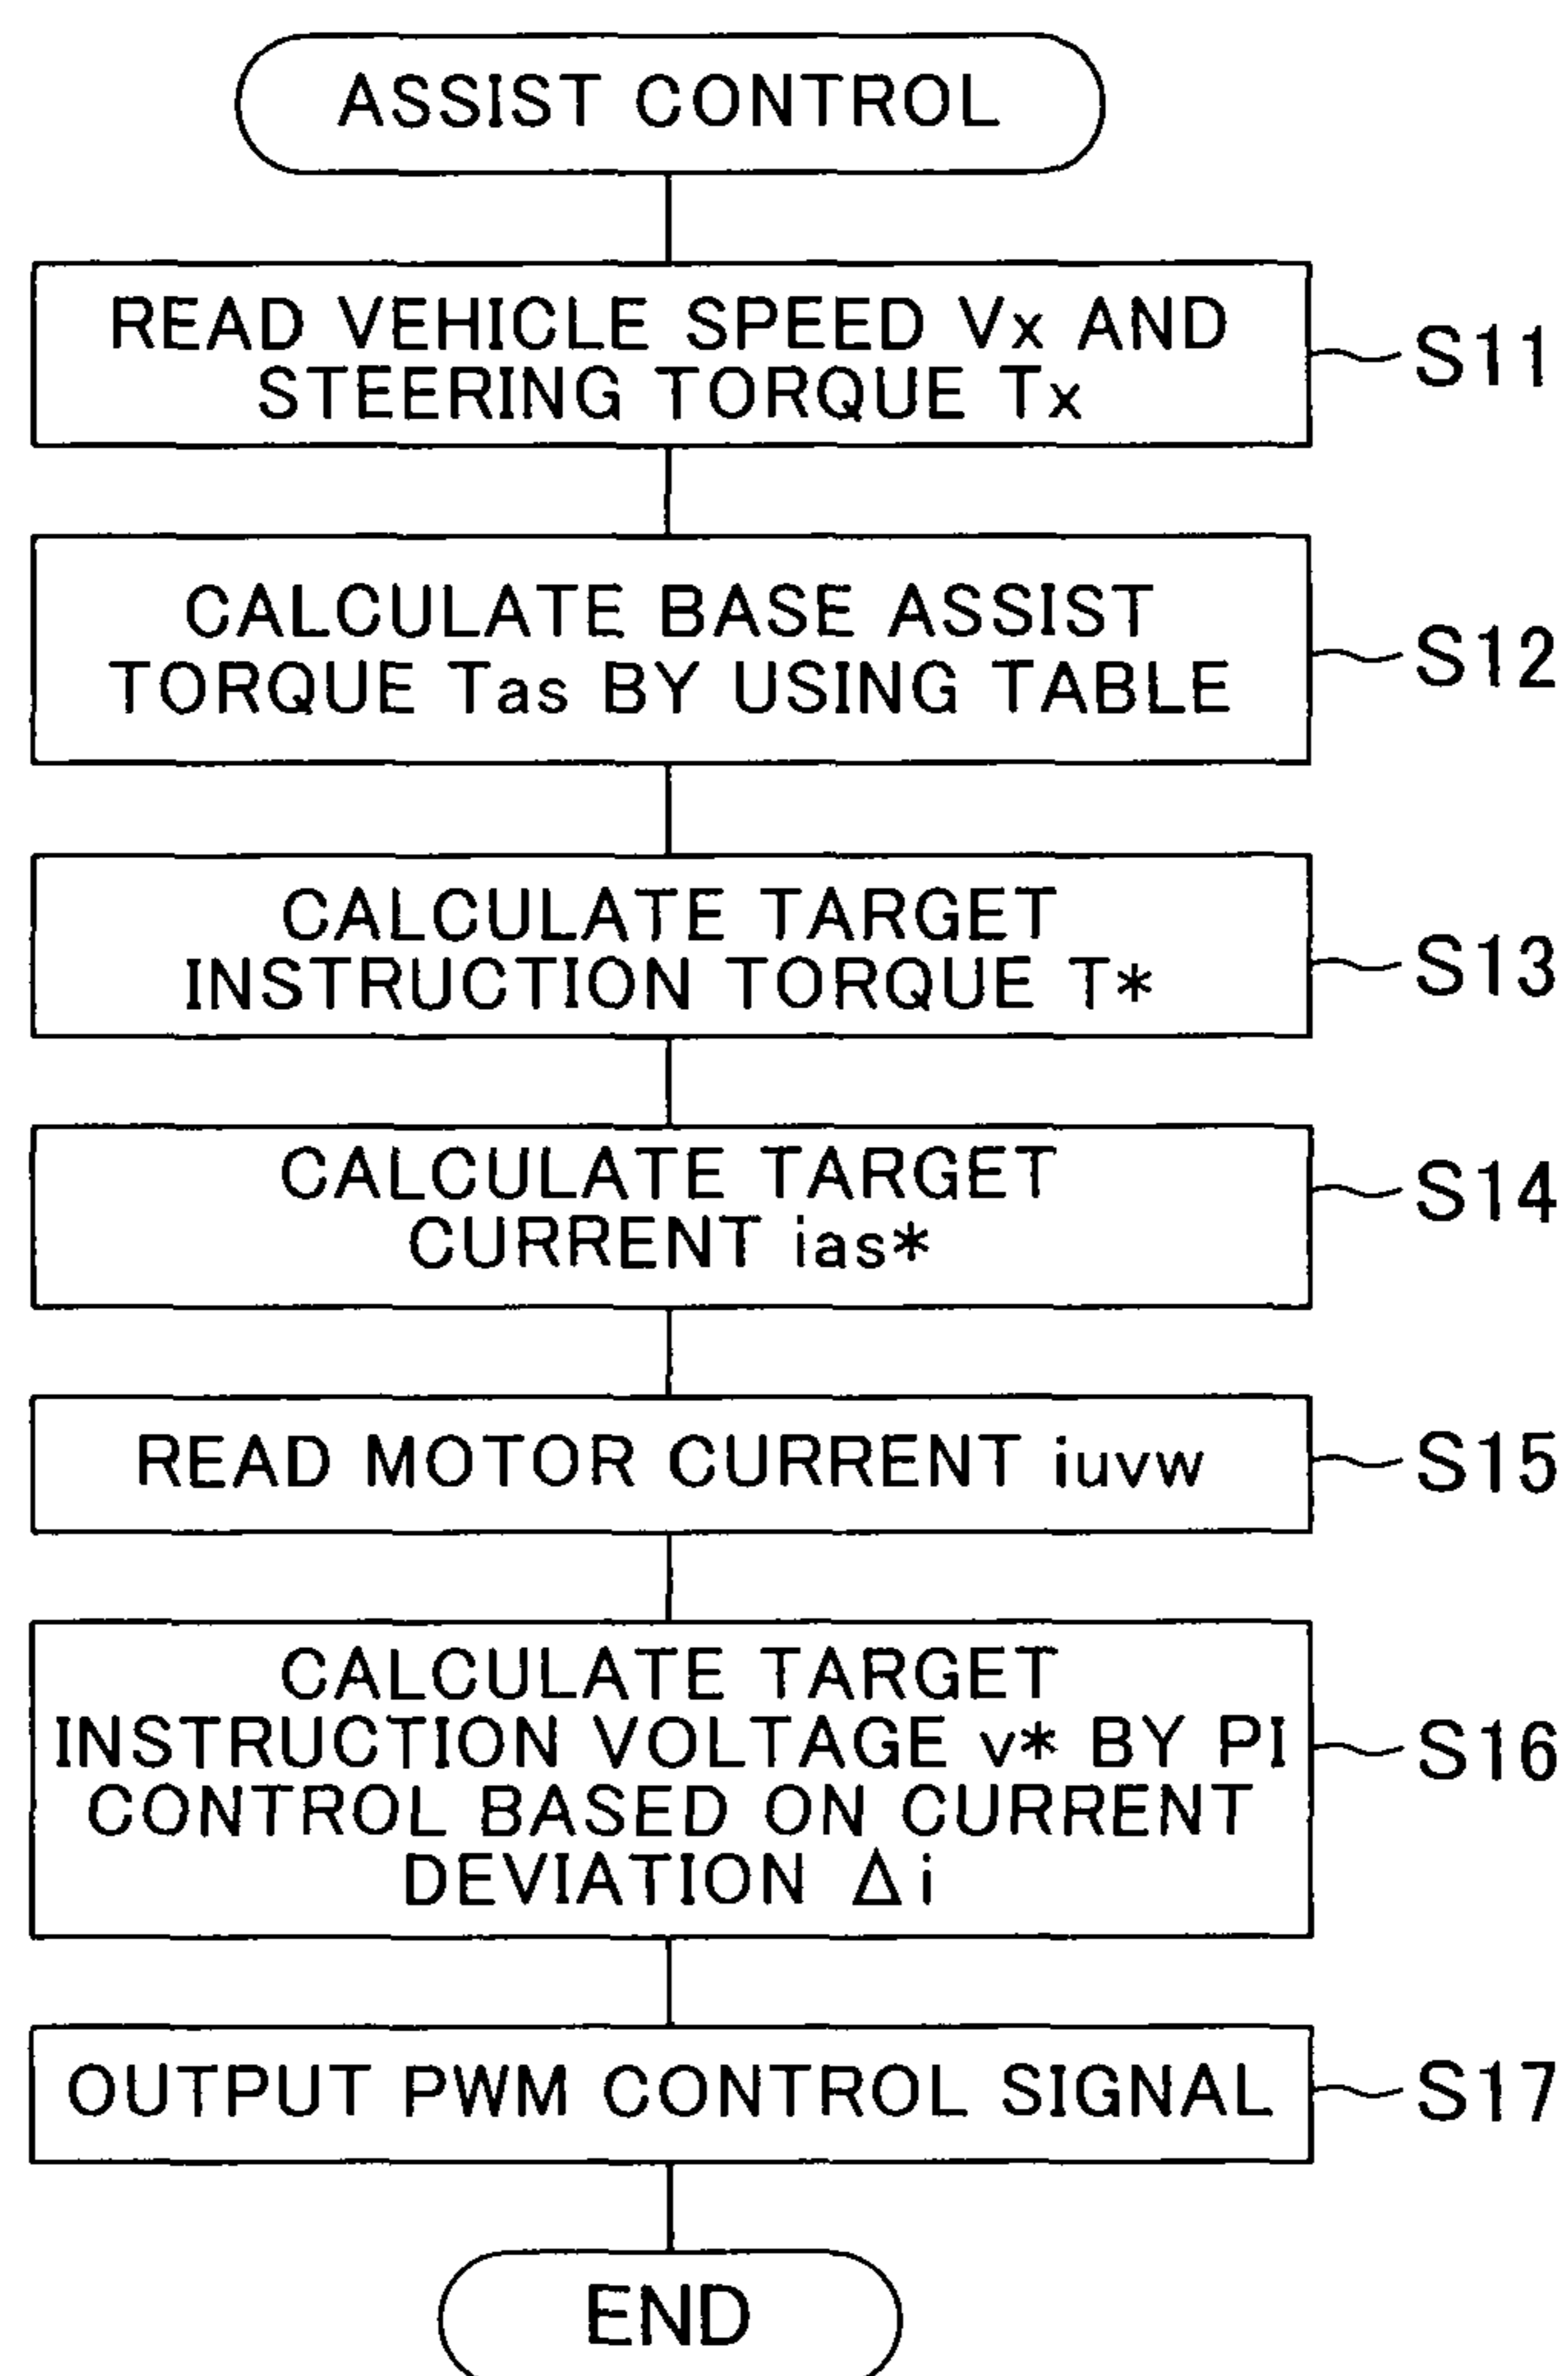 ASSIST CONTROL
READ VEHICLE SPEED Vx AND
STEERING TORQUE Tx
S11
CALCULATE BASE ASSIST
TORQUE Tas BY USING TABLE
S12
CALCULATE TARGET
INSTRUCTION TORQUE T*
S13
CALCULATE TARGET
CURRENT ias*
S14
READ MOTOR CURRENT iuvw
S15
CALCULATE TARGET
INSTRUCTION VOLTAGE v* BY PI
CONTROL BASED ON CURRENT
DEVIATION Δi
S16
OUTPUT PWM CONTROL SIGNAL
S17
END